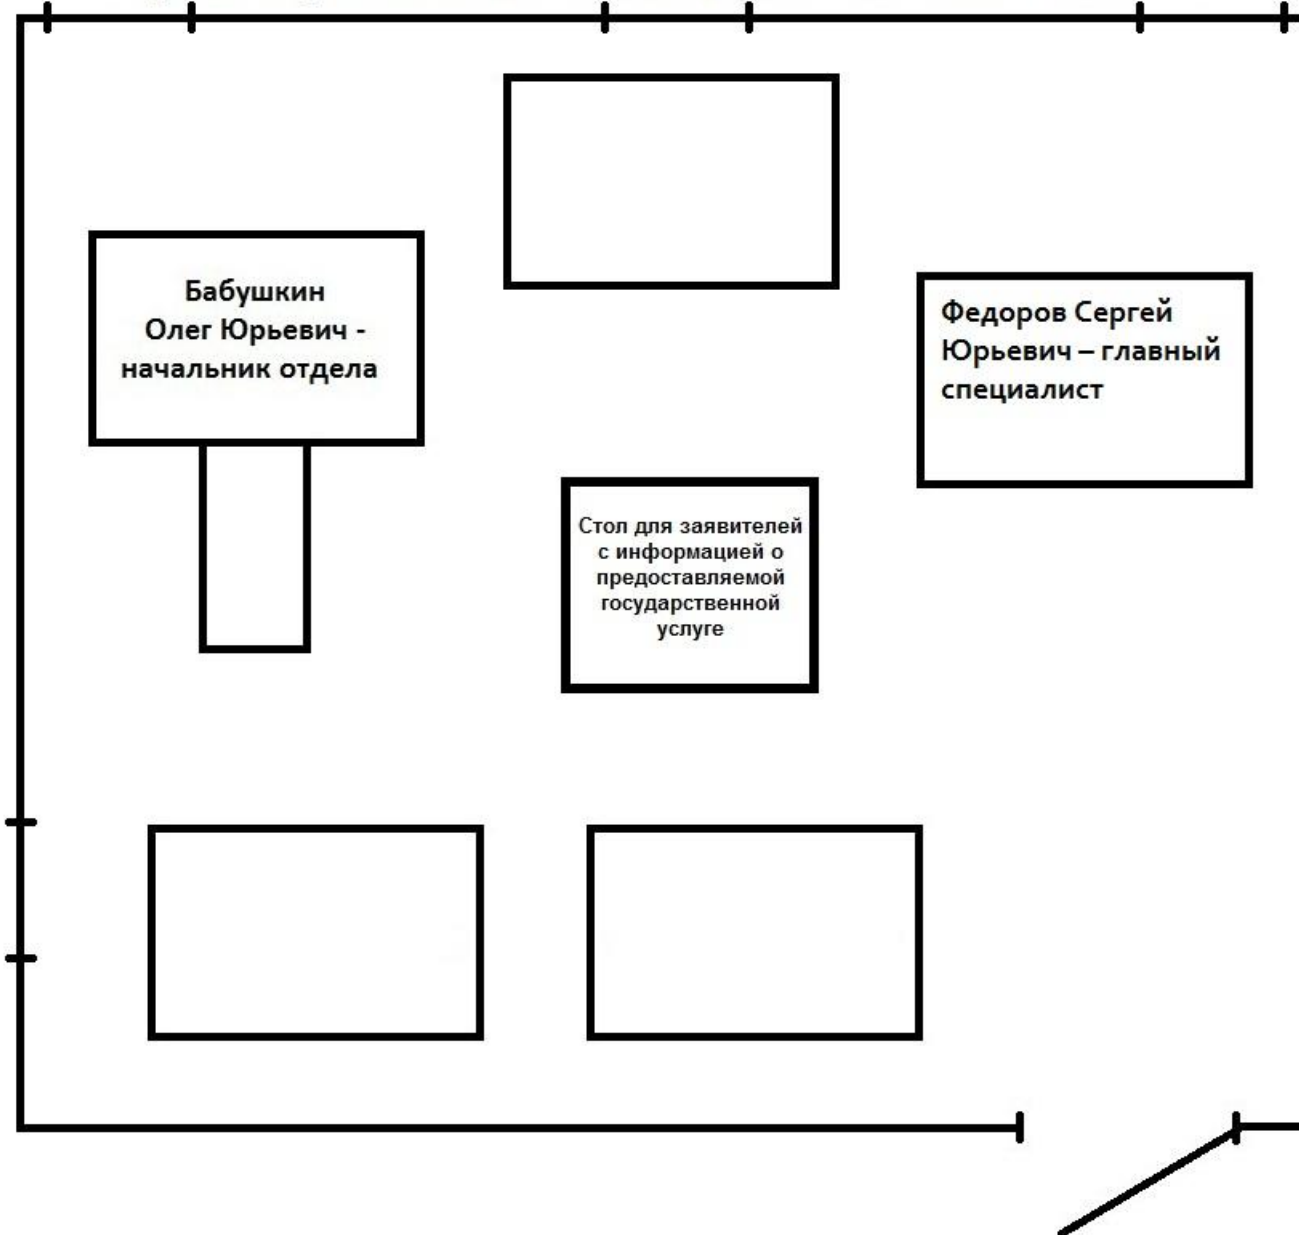 Бабушкин
Олег Юрьевич -
начальник отдела
Федоров Сергей
Юрьевич – главный
специалист
Стол для заявителей
с информацией о
предоставляемой
государственной
услуге